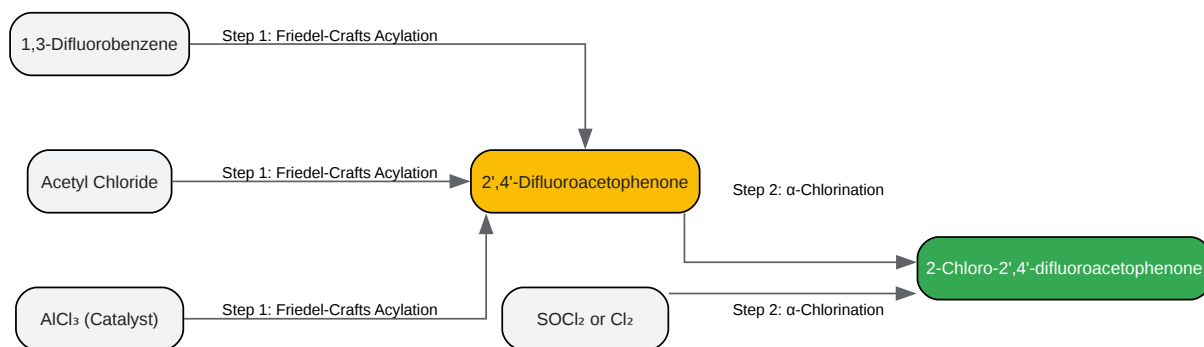 1,3-Difluorobenzene
Step 1: Friedel-Crafts Acylation
Acetyl Chloride
Step 1: Friedel-Crafts Acylation
2',4'-Difluoroacetophenone
Step 2: α-Chlorination
2-Chloro-2',4'-difluoroacetophenone
AlCl₃ (Catalyst)
Step 1: Friedel-Crafts Acylation
SOCl₂ or Cl₂
Step 2: α-Chlorination